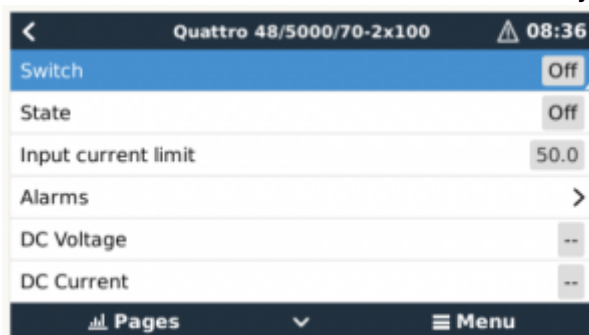 Quattro 48/5000/70-2x100 08:36
Switch Off
State Off
Input current limit 50.0
Alarms
DC Voltage --
DC Current --
Pages Menu